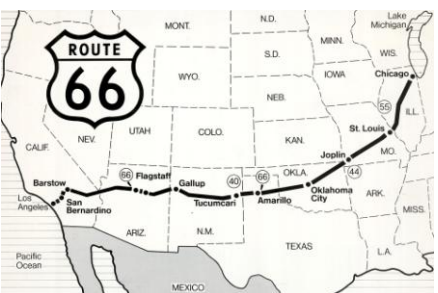 ROUTE
66
MONT.
N.D.
MINN.
Lake
Michigan
S.D.
WIS.
WYO.
Chicago
IOWA
NEB.
55
ILL.
NEV.
UTAH
COLO.
KAN.
St. Louis
MO.
CALIF.
Joplin
44
Barstow
66
Flagstaff
Gallup
40
66
OKLA.
Los
Angeles
San
Bernardino
Tucumcari
Amarillo
Oklahoma
City
ARK.
MISS.
ARIZ.
N.M.
TEXAS
L.A.
Pacific
Ocean
MEXICO